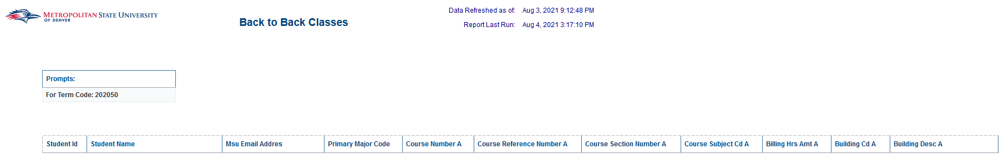 METROPOLITAN STATE UNIVERSITY
OF DENVER
Back to Back Classes
Data Refreshed as of: Aug 3, 2021 9:12:48 PM
Report Last Run: Aug 4, 2021 3:17:10 PM
Prompts:
For Term Code: 202050
Student Id Student Name Msu Email Addres Primary Major Code Course Number A Course Reference Number A Course Section Number A Course Subject Cd A Billing Hrs Amt A Building Cd A Building Desc A